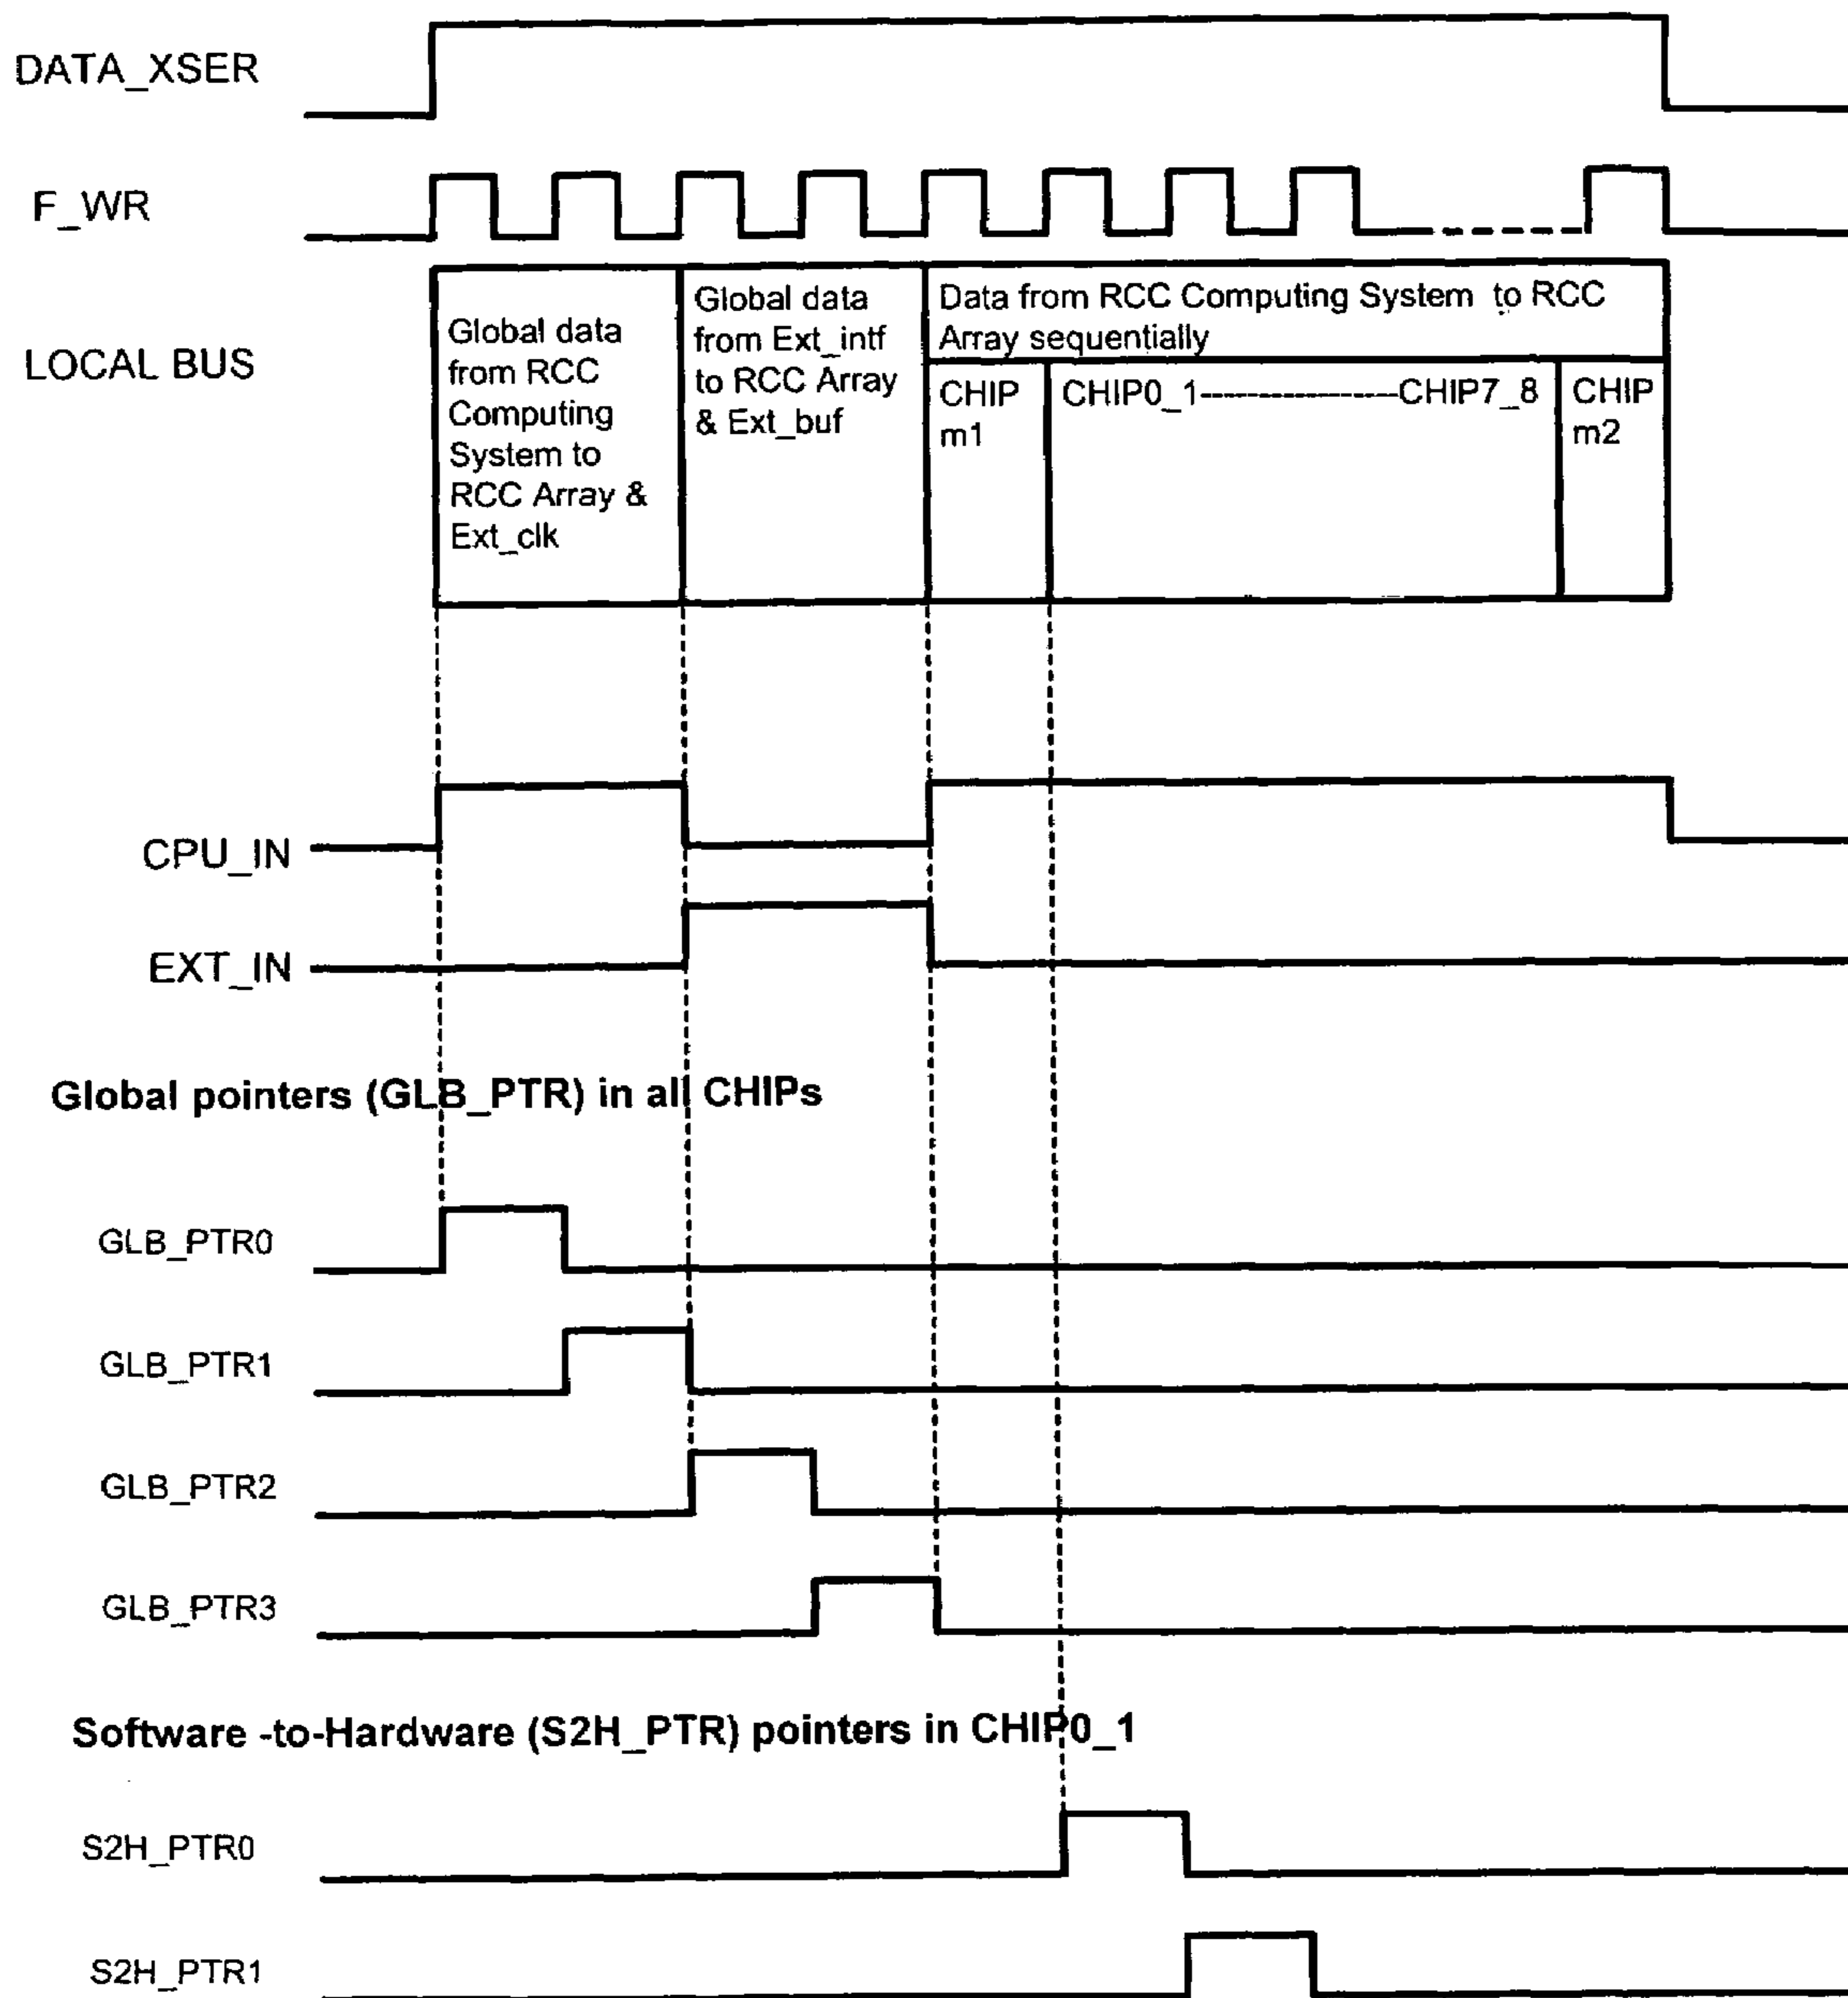 DATA_XSER
F_WR
LOCAL BUS
Global data
from RCC
Computing
System to
RCC Array &
Ext_clk
Global data
from Ext_intf
to RCC Array
& Ext_buf
Data from RCC Computing System to RCC
Array sequentially
CHIP
m1
CHIP0_1------------------CHIP7_8
CHIP
m2
CPU_IN
EXT_IN
Global pointers (GLB_PTR) in all CHIPs
GLB_PTR0
GLB_PTR1
GLB_PTR2
GLB_PTR3
Software -to-Hardware (S2H_PTR) pointers in CHIP0_1
S2H_PTR0
S2H_PTR1